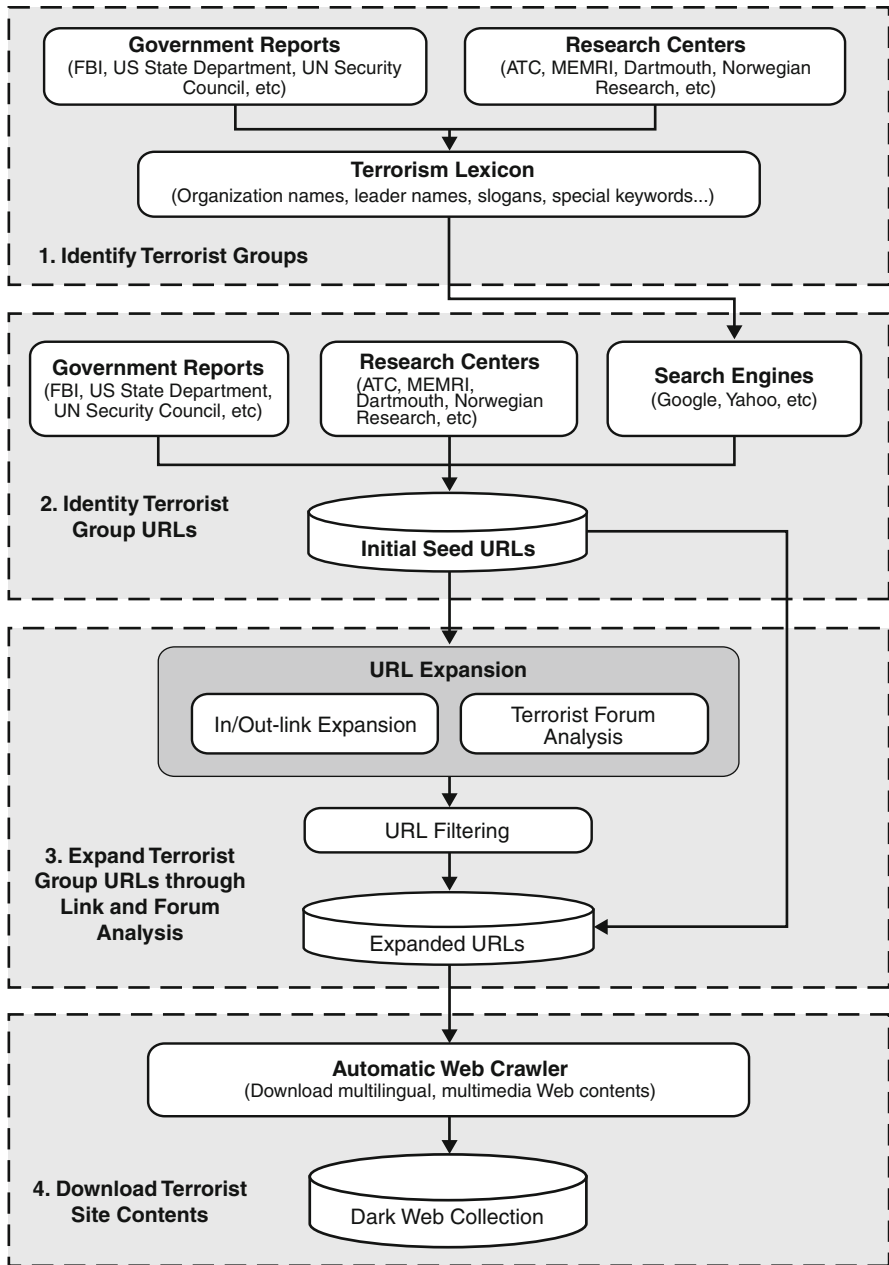 Government Reports
(FBI, US State Department, UN Security
Council, etc)
Research Centers
(ATC, MEMRI, Dartmouth, Norwegian
Research, etc)
Terrorism Lexicon
(Organization names, leader names, slogans, special keywords...)
1. Identify Terrorist Groups
Government Reports
(FBI, US State Department,
UN Security Council, etc)
Research Centers
(ATC, MEMRI,
Dartmouth, Norwegian
Research, etc)
Search Engines
(Google, Yahoo, etc)
2. Identity Terrorist
Group URLs
Initial Seed URLs
URL Expansion
In/Out-link Expansion
Terrorist Forum
Analysis
URL Filtering
3. Expand Terrorist
Group URLs through
Link and Forum
Analysis
Expanded URLs
Automatic Web Crawler
(Download multilingual, multimedia Web contents)
4. Download Terrorist
Site Contents
Dark Web Collection